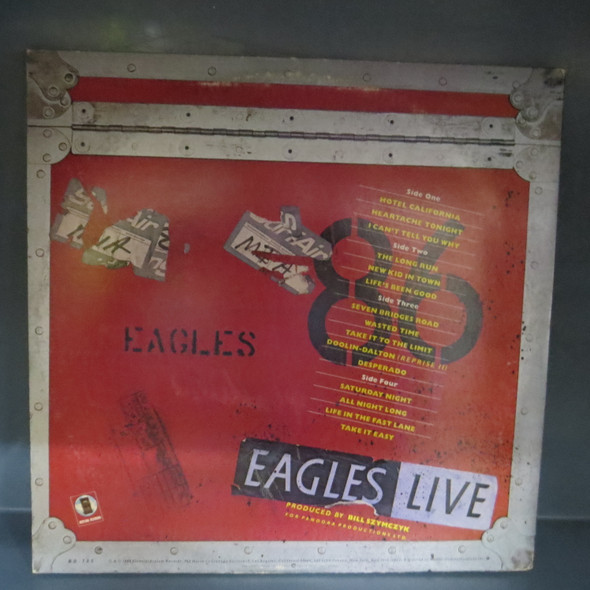 Side One
HOTEL CALIFORNIA
HEARTACHE TONIGHT
I CAN'T TELL YOU WHY
Side Two
THE LONG RUN
NEW KID IN TOWN
LIFE'S BEEN GOOD
Side Three
SEVEN BRIDGES ROAD
WASTED TIME
TAKE IT TO THE LIMIT
DOOLIN-DALTON (REPRISE II)
DESPERADO
Side Four
SATURDAY NIGHT
ALL NIGHT LONG
LIFE IN THE FAST LANE
TAKE IT EASY
EAGLES
EAGLES LIVE
PRODUCED BY BILL SZYMCZYK
FOR PANDORA PRODUCTIONS LTD.